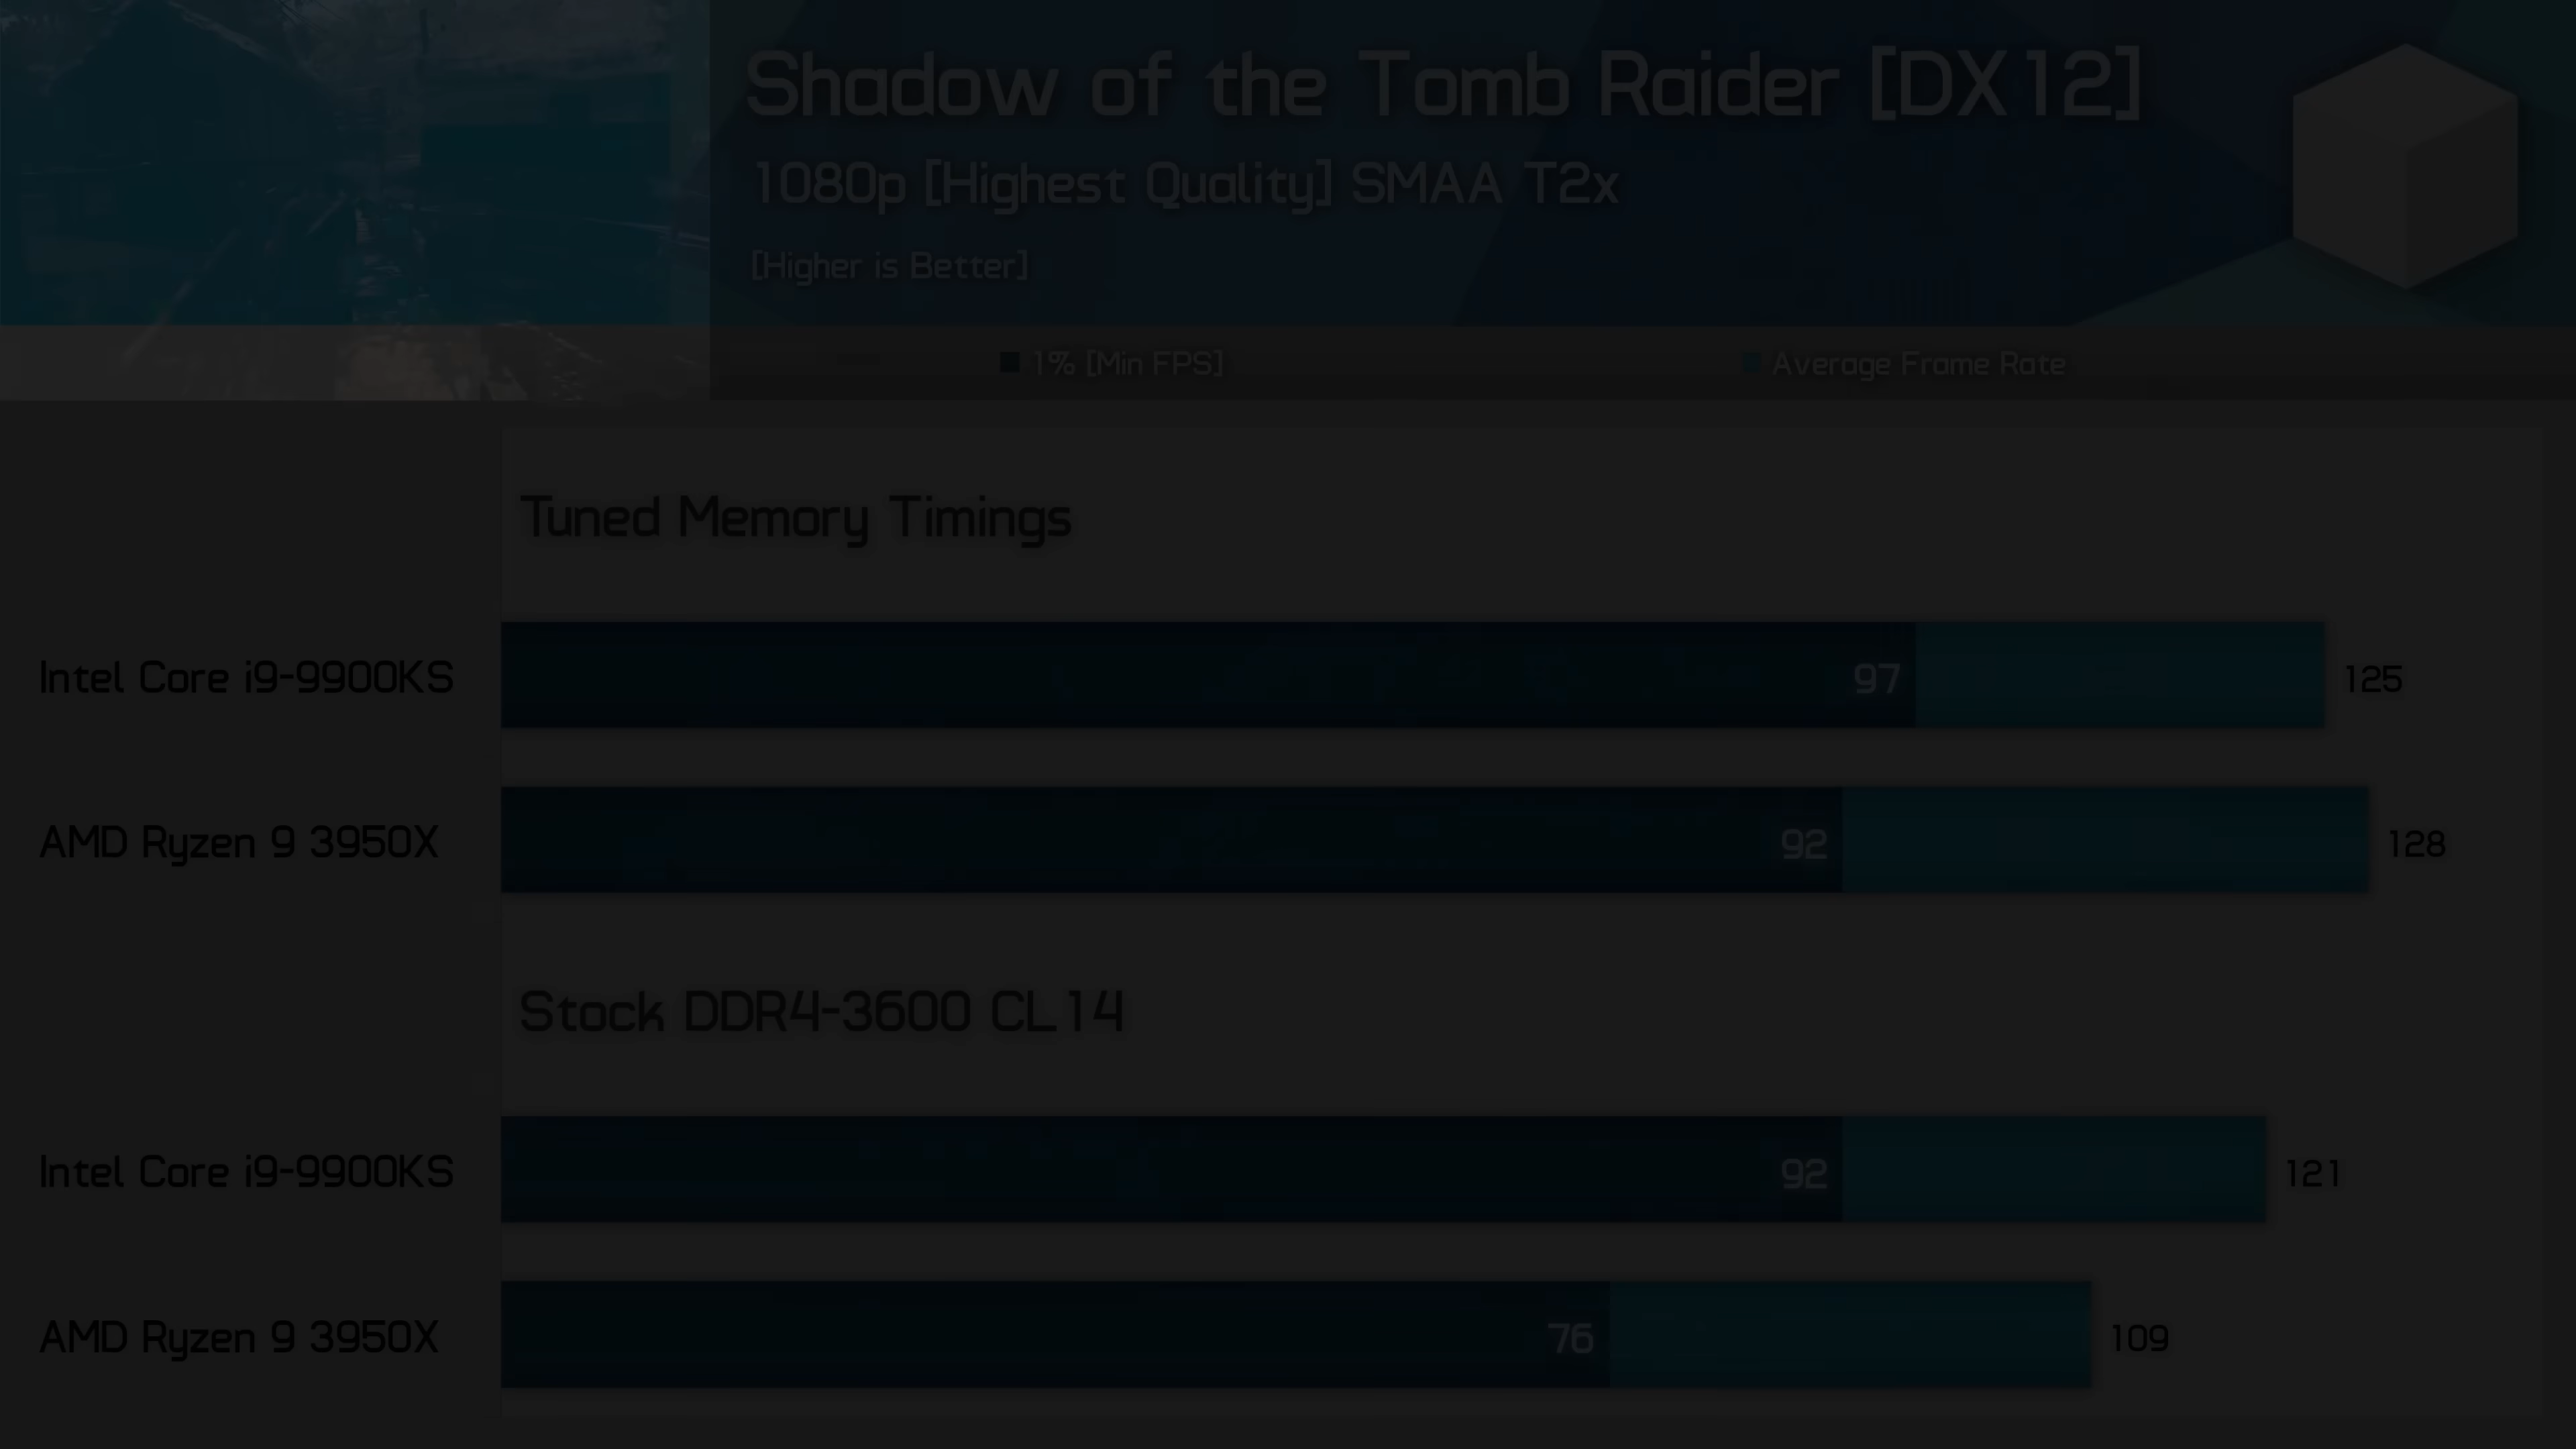 Shadow of the Tomb Raider [DX12]
1080p [Highest Quality] SMAA T2x
[Higher is Better]
1% [Min FPS] Average Frame Rate
Tuned Memory Timings
Intel Core i9-9900KS 97 125
AMD Ryzen 9 3950X 92 128
Stock DDR4-3600 CL14
Intel Core i9-9900KS 92 121
AMD Ryzen 9 3950X 76 109